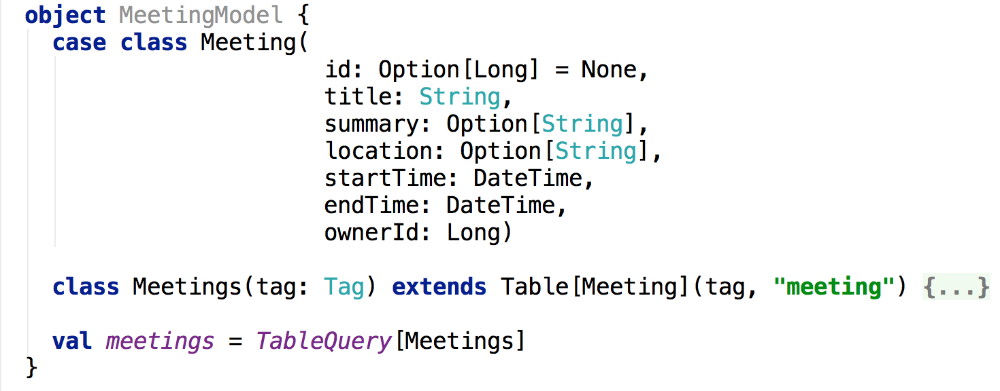 object MeetingModel {
case class Meeting(
id: Option[Long] = None,
title: String,
summary: Option[String],
location: Option[String],
startTime: DateTime,
endTime: DateTime,
ownerId: Long)
class Meetings(tag: Tag) extends Table[Meeting](tag, "meeting") {...}
val meetings = TableQuery[Meetings]
}